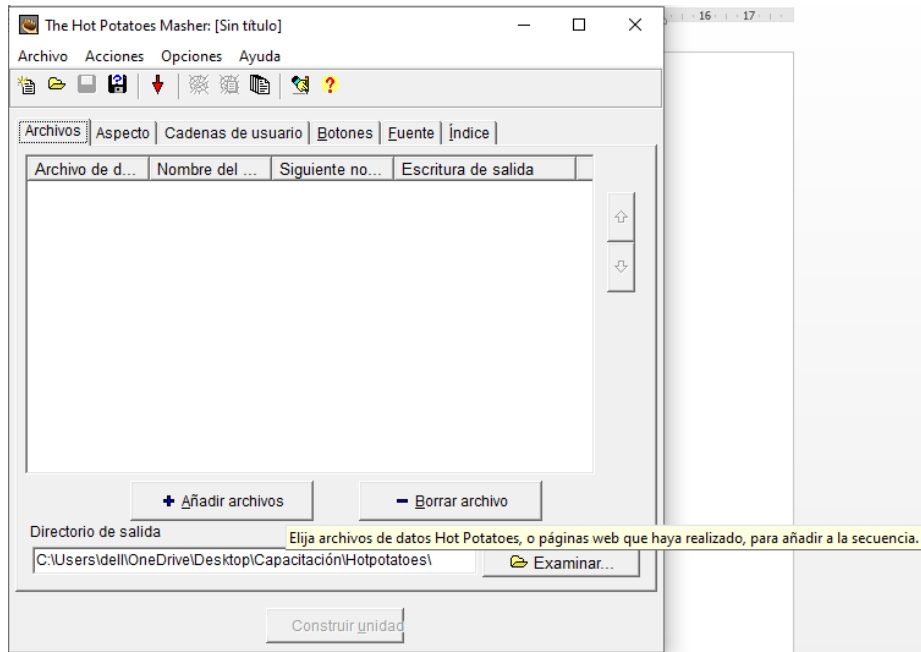 The Hot Potatoes Masher: [Sin título]
16 17
Archivo Acciones Opciones Ayuda
Archivos Aspecto Cadenas de usuario Botones Fuente Índice
Archivo de d... Nombre del ... Siguiente no... Escritura de salida
Añadir archivos Borrar archivo
Directorio de salida
Elija archivos de datos Hot Potatoes, o páginas web que haya realizado, para añadir a la secuencia.
C:\Users\dell\OneDrive\Desktop\Capacitación\Hotpotatoes\ Examinar...
Construir unidad